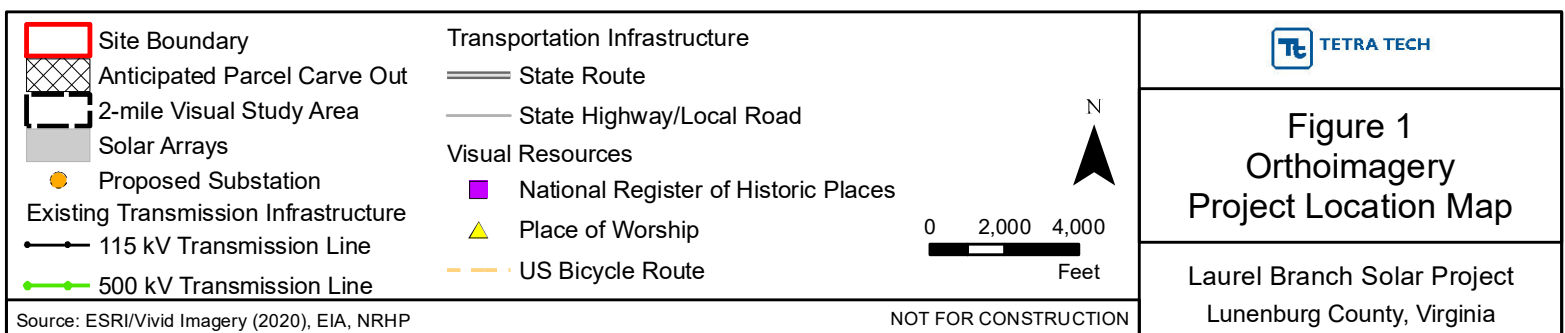 Site Boundary
Anticipated Parcel Carve Out
2-mile Visual Study Area
Solar Arrays
Proposed Substation
Existing Transmission Infrastructure
115 kV Transmission Line
500 kV Transmission Line
Transportation Infrastructure
State Route
State Highway/Local Road
Visual Resources
National Register of Historic Places
Place of Worship
US Bicycle Route
N
0 2,000 4,000
Feet
Source: ESRI/Vivid Imagery (2020), EIA, NRHP
NOT FOR CONSTRUCTION
Tt TETRA TECH
Figure 1
Orthoimagery
Project Location Map
Laurel Branch Solar Project
Lunenburg County, Virginia